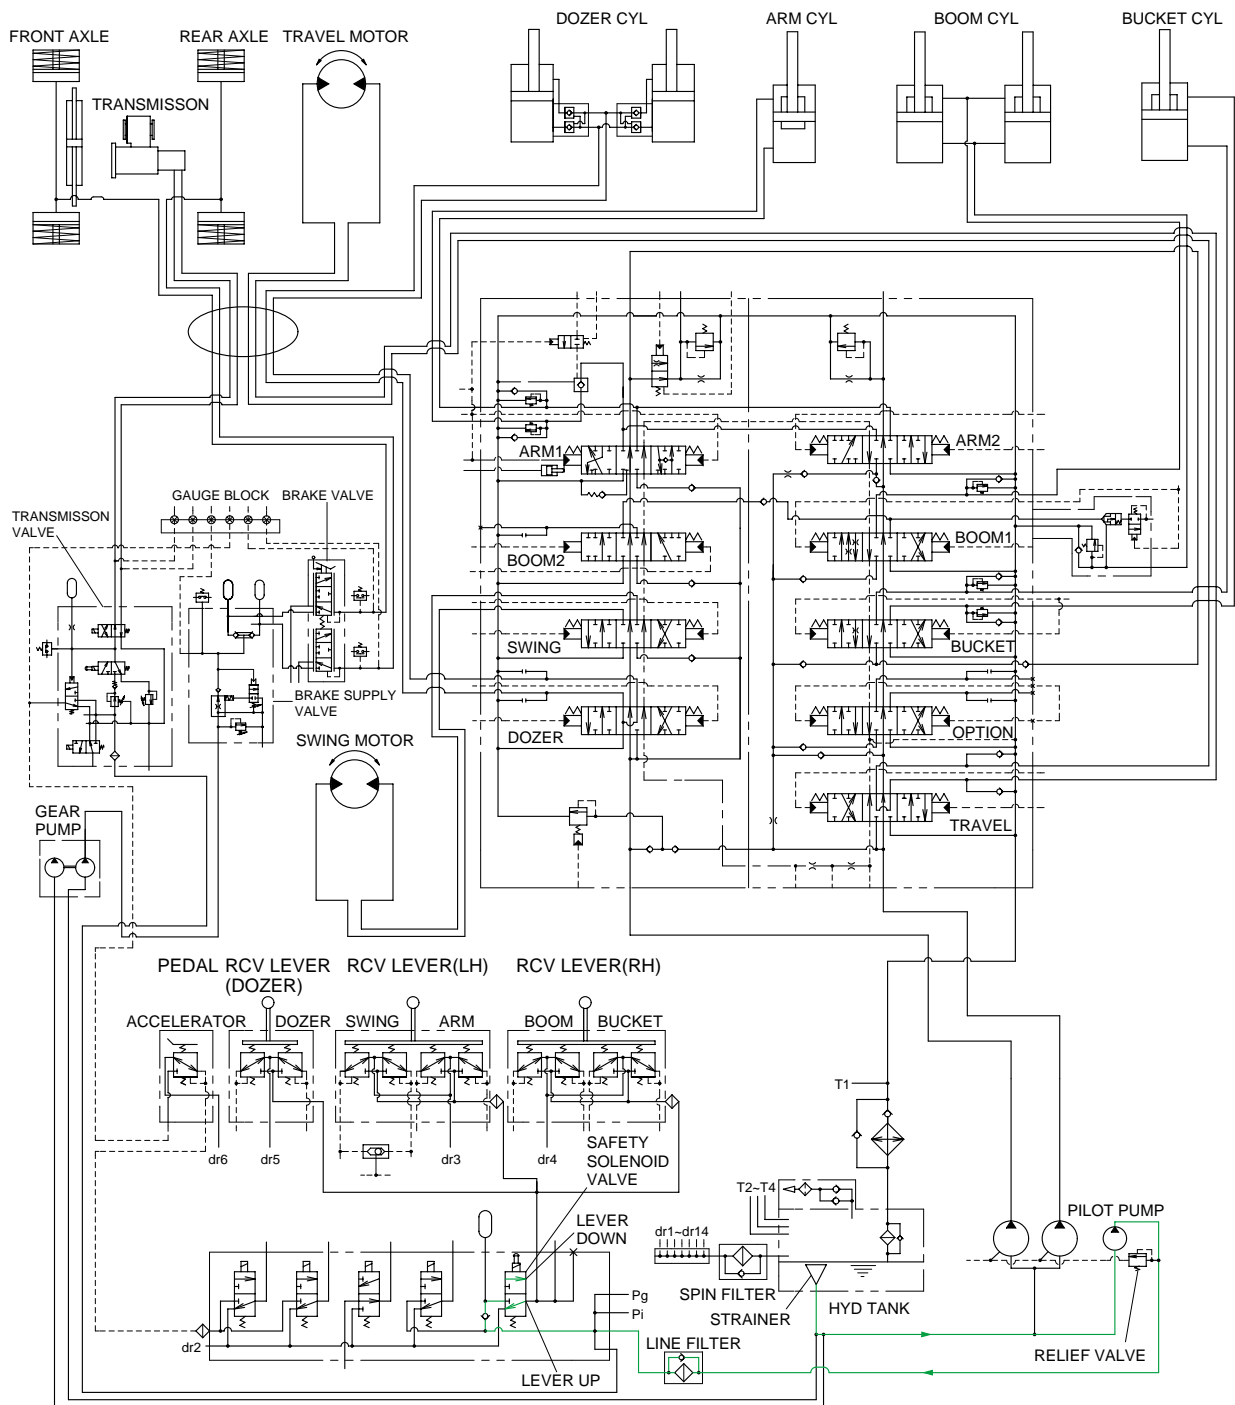 DOZER CYL
ARM CYL
BOOM CYL
BUCKET CYL
FRONT AXLE
REAR AXLE
TRAVEL MOTOR
TRANSMISSON
ARM1
ARM2
GAUGE BLOCK
BRAKE VALVE
TRANSMISSON
VALVE
BOOM2
BOOM1
SWING
BUCKET
BRAKE SUPPLY
VALVE
DOZER
OPTION
SWING MOTOR
GEAR
PUMP
TRAVEL
PEDAL
RCV LEVER
(DOZER)
RCV LEVER(LH)
RCV LEVER(RH)
ACCELERATOR
DOZER
SWING
ARM
BOOM
BUCKET
T1
dr6
dr5
dr3
dr4
SAFETY
SOLENOID
VALVE
T2~T4
LEVER
DOWN
dr1~dr14
PILOT PUMP
Pg
Pi
SPIN FILTER
STRAINER
HYD TANK
dr2
LINE FILTER
RELIEF VALVE
LEVER UP